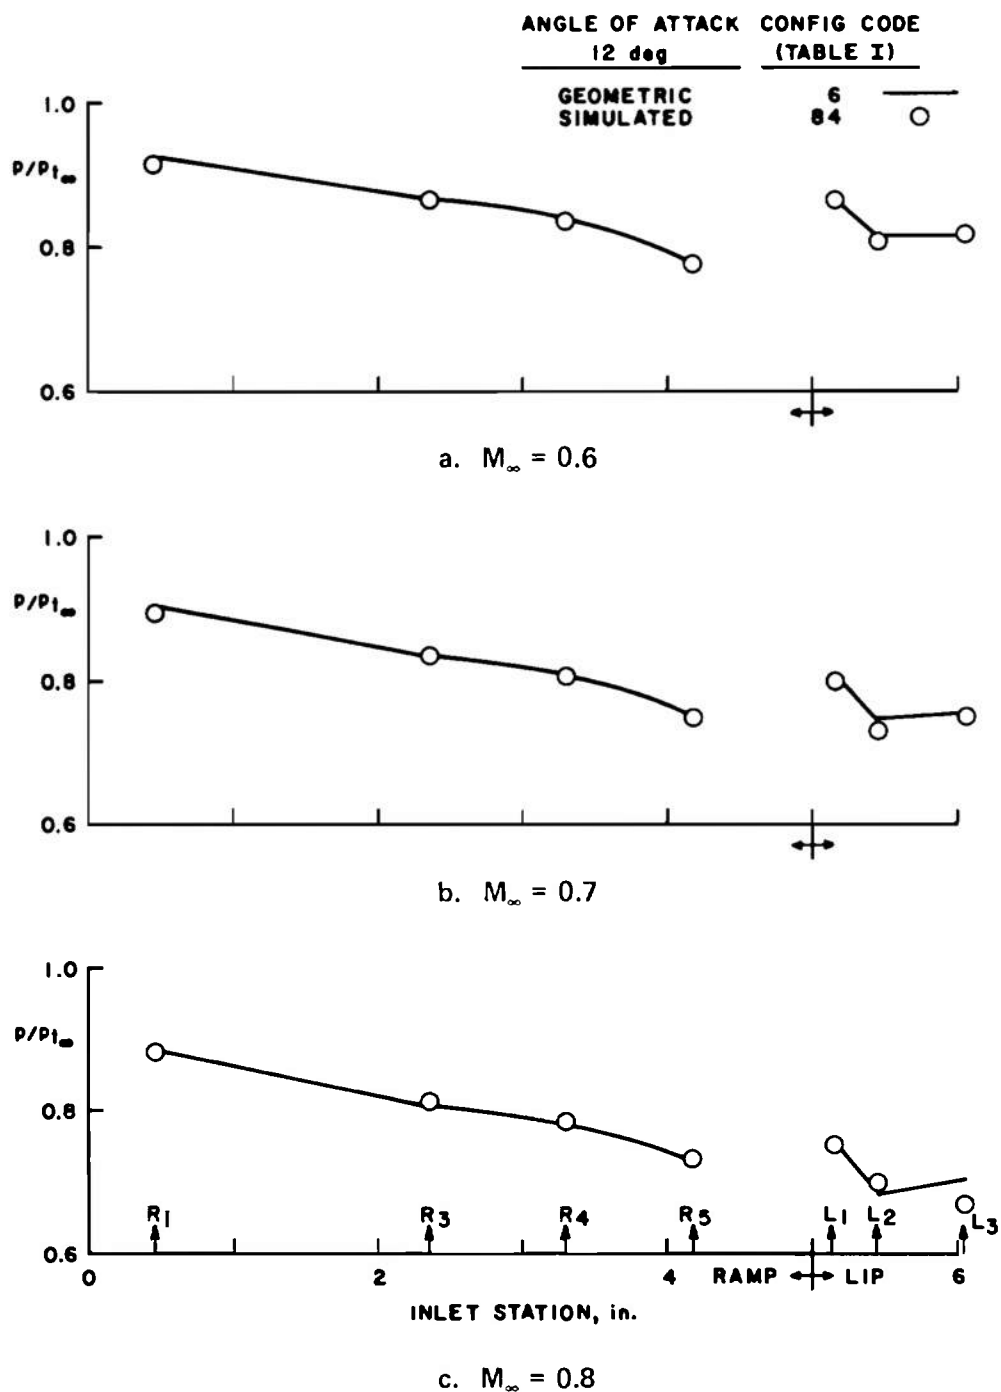 ANGLE OF ATTACK CONFIG CODE
12 deg (TABLE I)
GEOMETRIC 6
SIMULATED 84
1.0
p/pt∞
0.8
0.6
a. M∞ = 0.6
1.0
p/pt∞
0.8
0.6
b. M∞ = 0.7
1.0
p/pt∞
0.8
R1 R3 R4 R5 L1 L2 L3
0.6
0 2 4 RAMP LIP 6
INLET STATION, in.
c. M∞ = 0.8